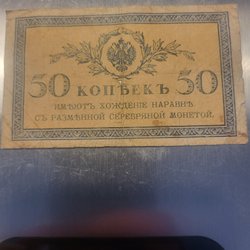 50 КОПѢЕКЪ 50
ИМѢЮТЪ ХОЖДЕНІЕ НАРАВНѢ
СЪ РАЗМѢННОЙ СЕРЕБРЯНОЙ МОНЕТОЙ.